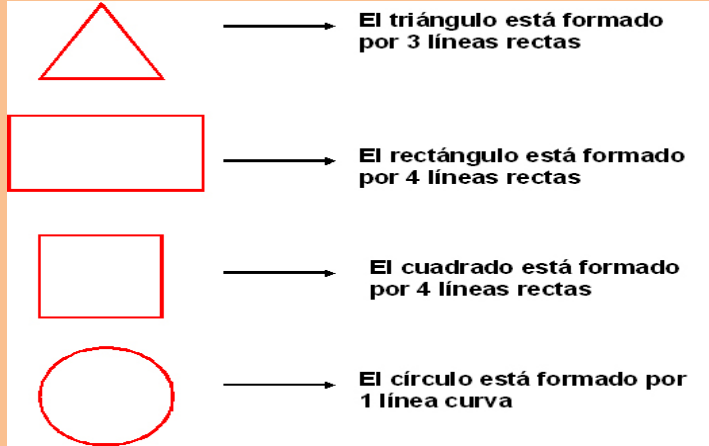 El triángulo está formado
por 3 líneas rectas
El rectángulo está formado
por 4 líneas rectas
El cuadrado está formado
por 4 líneas rectas
El círculo está formado por
1 línea curva